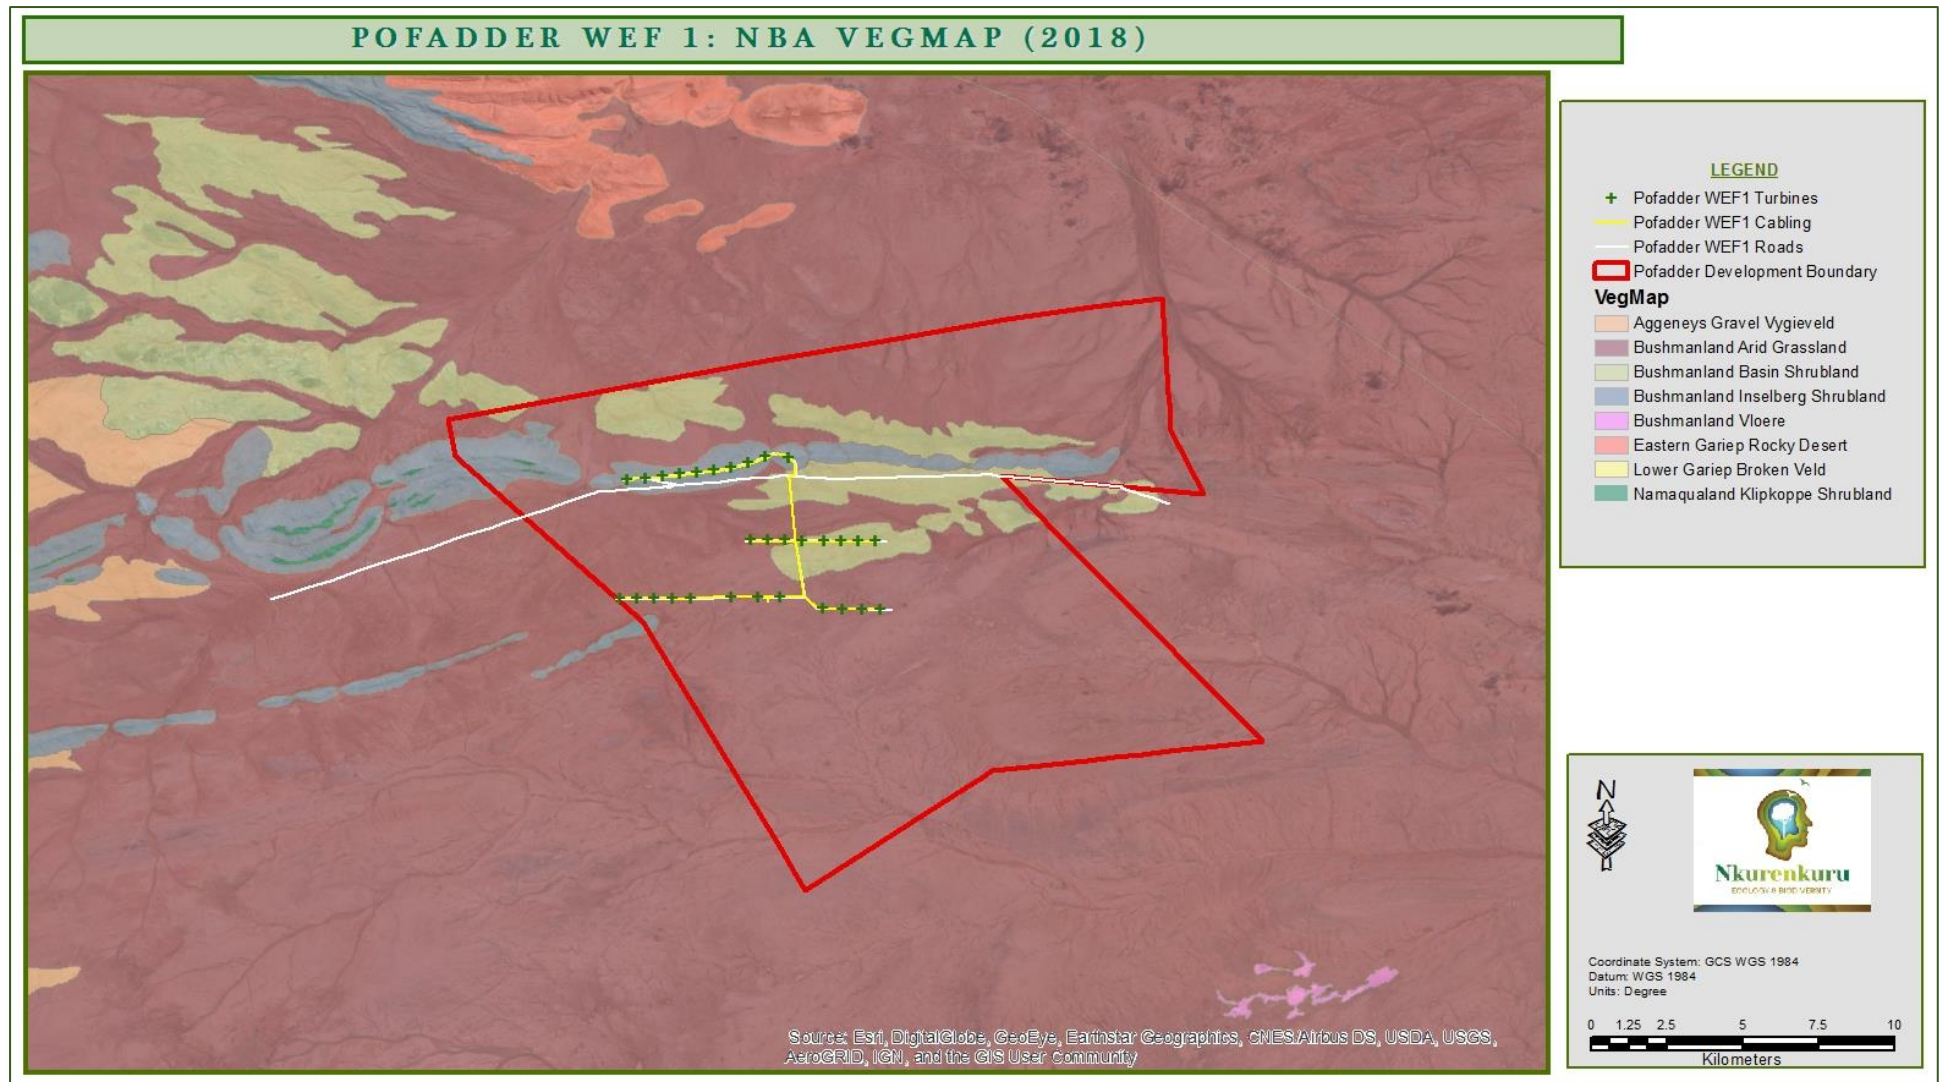 POFADDER WEF 1: NBA VEGMAP (2018)
LEGEND
Pofadder WEF1 Turbines
Pofadder WEF1 Cabling
Pofadder WEF1 Roads
Pofadder Development Boundary
VegMap
Aggeneys Gravel Vygieveld
Bushmanland Arid Grassland
Bushmanland Basin Shrubland
Bushmanland Inselberg Shrubland
Bushmanland Vloere
Eastern Gariep Rocky Desert
Lower Gariep Broken Veld
Namaqualand Klipkoppe Shrubland
N
Nkurenkuru
ECOLOGY & BIODIVERSITY
Coordinate System: GCS WGS 1984
Datum: WGS 1984
Units: Degree
0 1.25 2.5 5 7.5 10
Kilometers
Source: Esri, DigitalGlobe, GeoEye, Earthstar Geographics, CNES/Airbus DS, USDA, USGS,
AeroGRID, IGN, and the GIS User Community